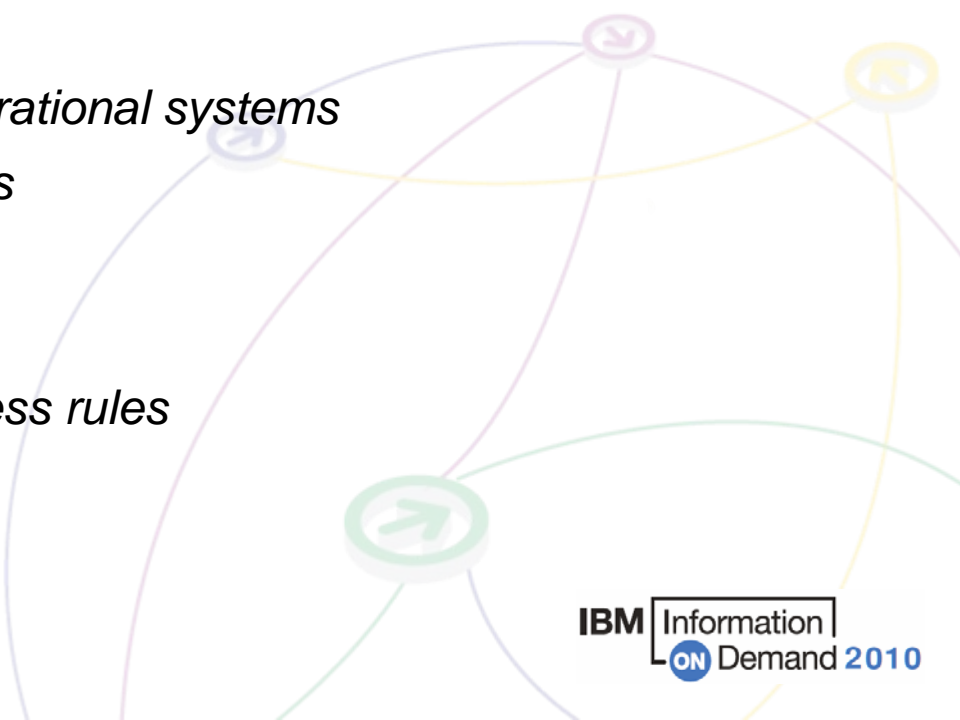 rational systems
s
ess rules
IBM Information
ON Demand 2010